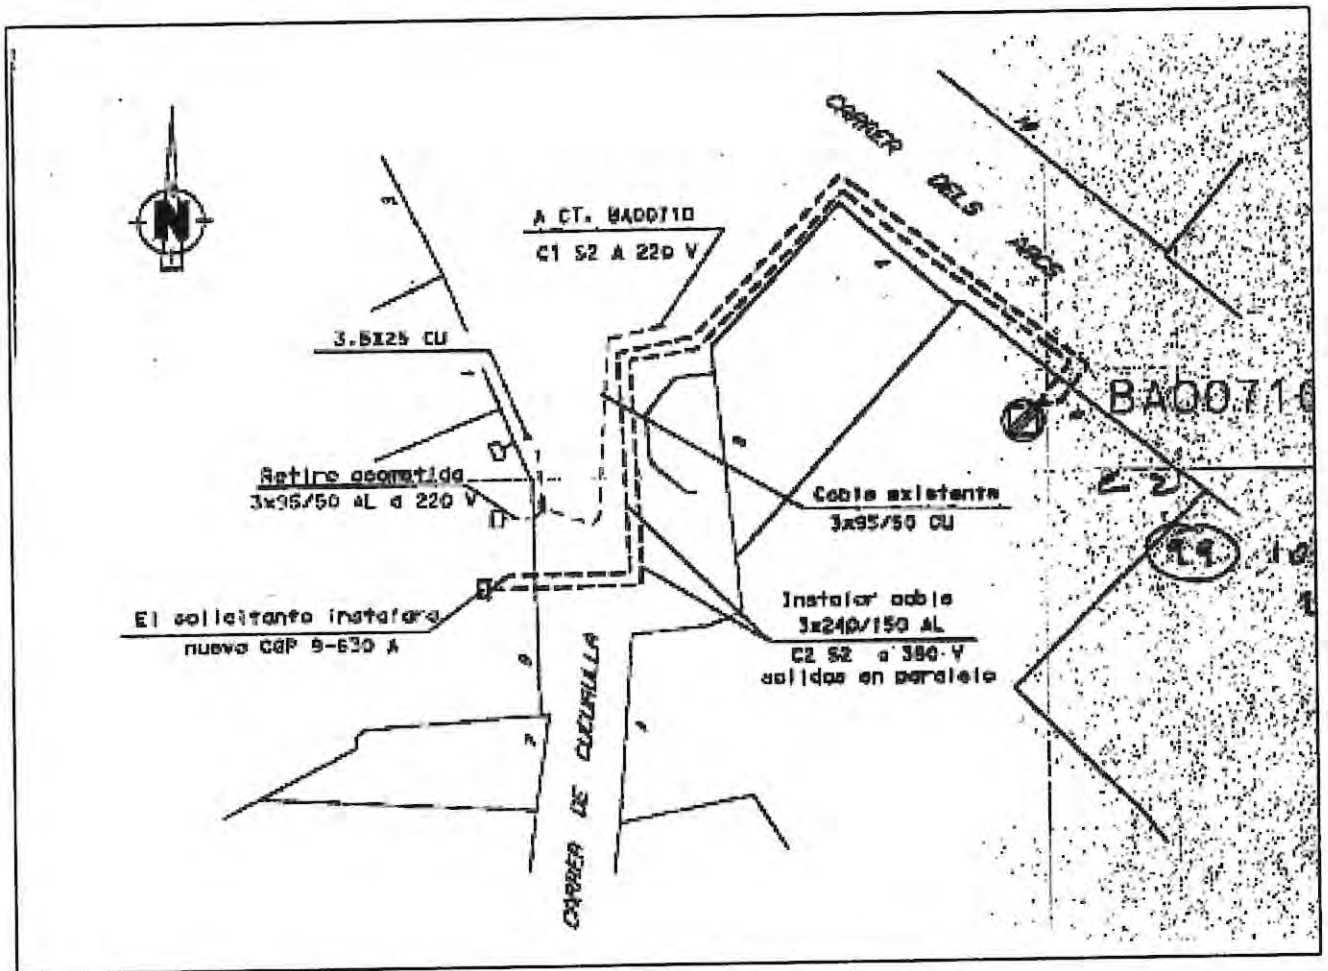 N
CARRER DELS ARCS
A CT. BA00710
C1 S2 A 220 V
3.5X25 CU
Retiro acometida
3x95/50 AL a 220 V
Cable existente
3x95/50 CU
BA00710
22
El solicitante instalara
nuevo CGP 9-630 A
Instalar cable
3x240/150 AL
C2 S2 a 380 V
salidas en paralelo
CARRER DE CUCURULLA